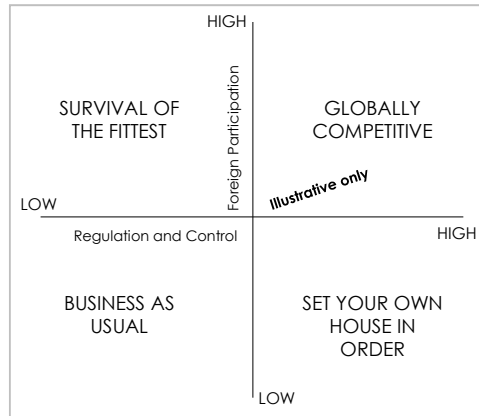 HIGH
Foreign Participation
SURVIVAL OF
THE FITTEST
GLOBALLY
COMPETITIVE
Illustrative only
LOW
Regulation and Control
HIGH
BUSINESS AS
USUAL
SET YOUR OWN
HOUSE IN
ORDER
LOW